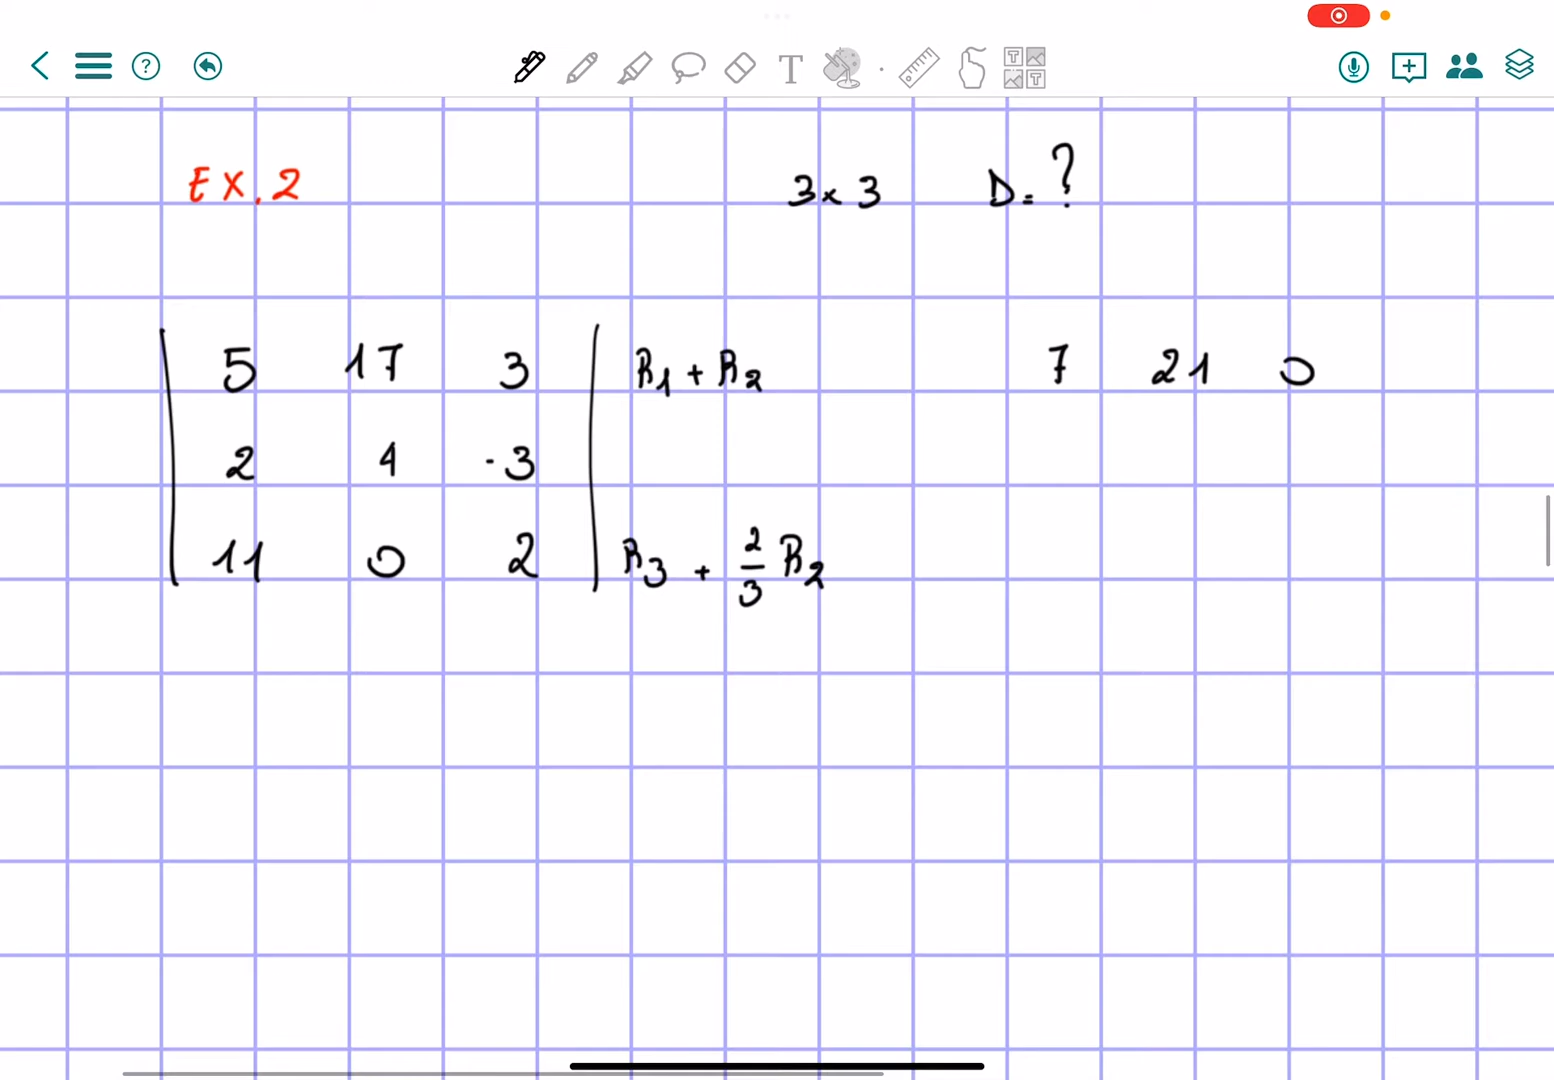 EX. 2 3 x 3 D = ?
5 17 3 R1 + R2 7 21 0
2 4 -3
11 0 2 R3 + 2/3 R2